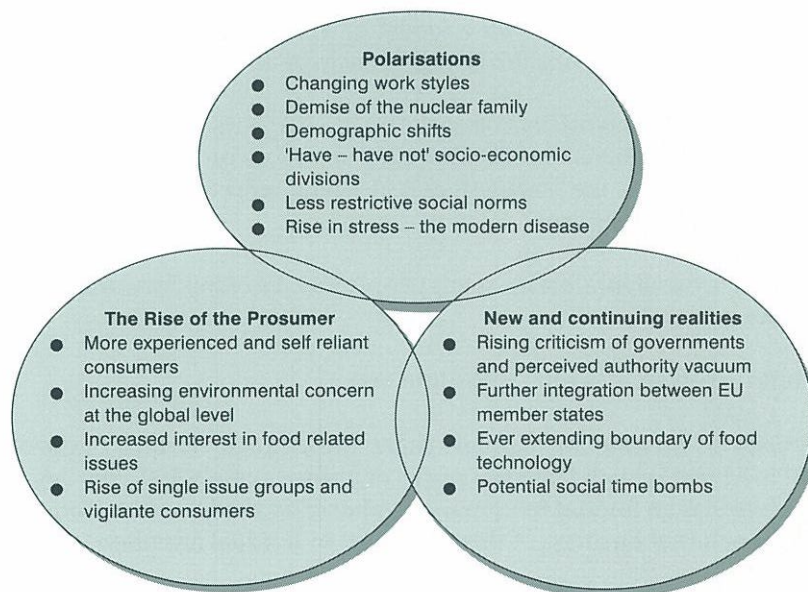 Polarisations
● Changing work styles
● Demise of the nuclear family
● Demographic shifts
● 'Have – have not' socio-economic
divisions
● Less restrictive social norms
● Rise in stress – the modern disease
The Rise of the Prosumer
● More experienced and self reliant
consumers
● Increasing environmental concern
at the global level
● Increased interest in food related
issues
● Rise of single issue groups and
vigilante consumers
New and continuing realities
● Rising criticism of governments
and perceived authority vacuum
● Further integration between EU
member states
● Ever extending boundary of food
technology
● Potential social time bombs